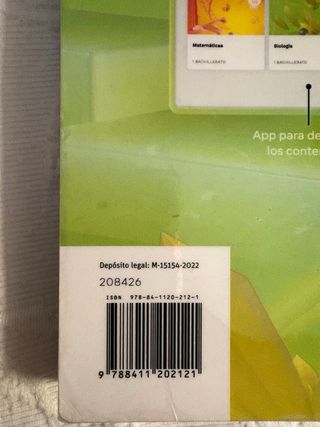 Matemáticas
Biología
1 BACHILLERATO
1 BACHILLERATO
App para de
los conte
Depósito legal: M-15154-2022
208426
ISBN 978-84-1120-212-1
9 788411 202121